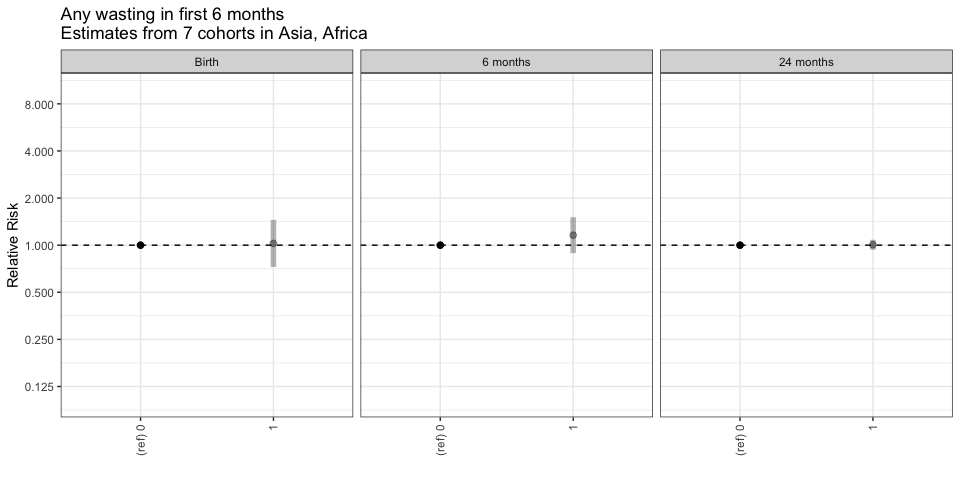 Any wasting in first 6 months
Estimates from 7 cohorts in Asia, Africa
Birth
6 months
24 months
Relative Risk
8.000
4.000
2.000
1.000
0.500
0.250
0.125
(ref) 0
1
(ref) 0
1
(ref) 0
1